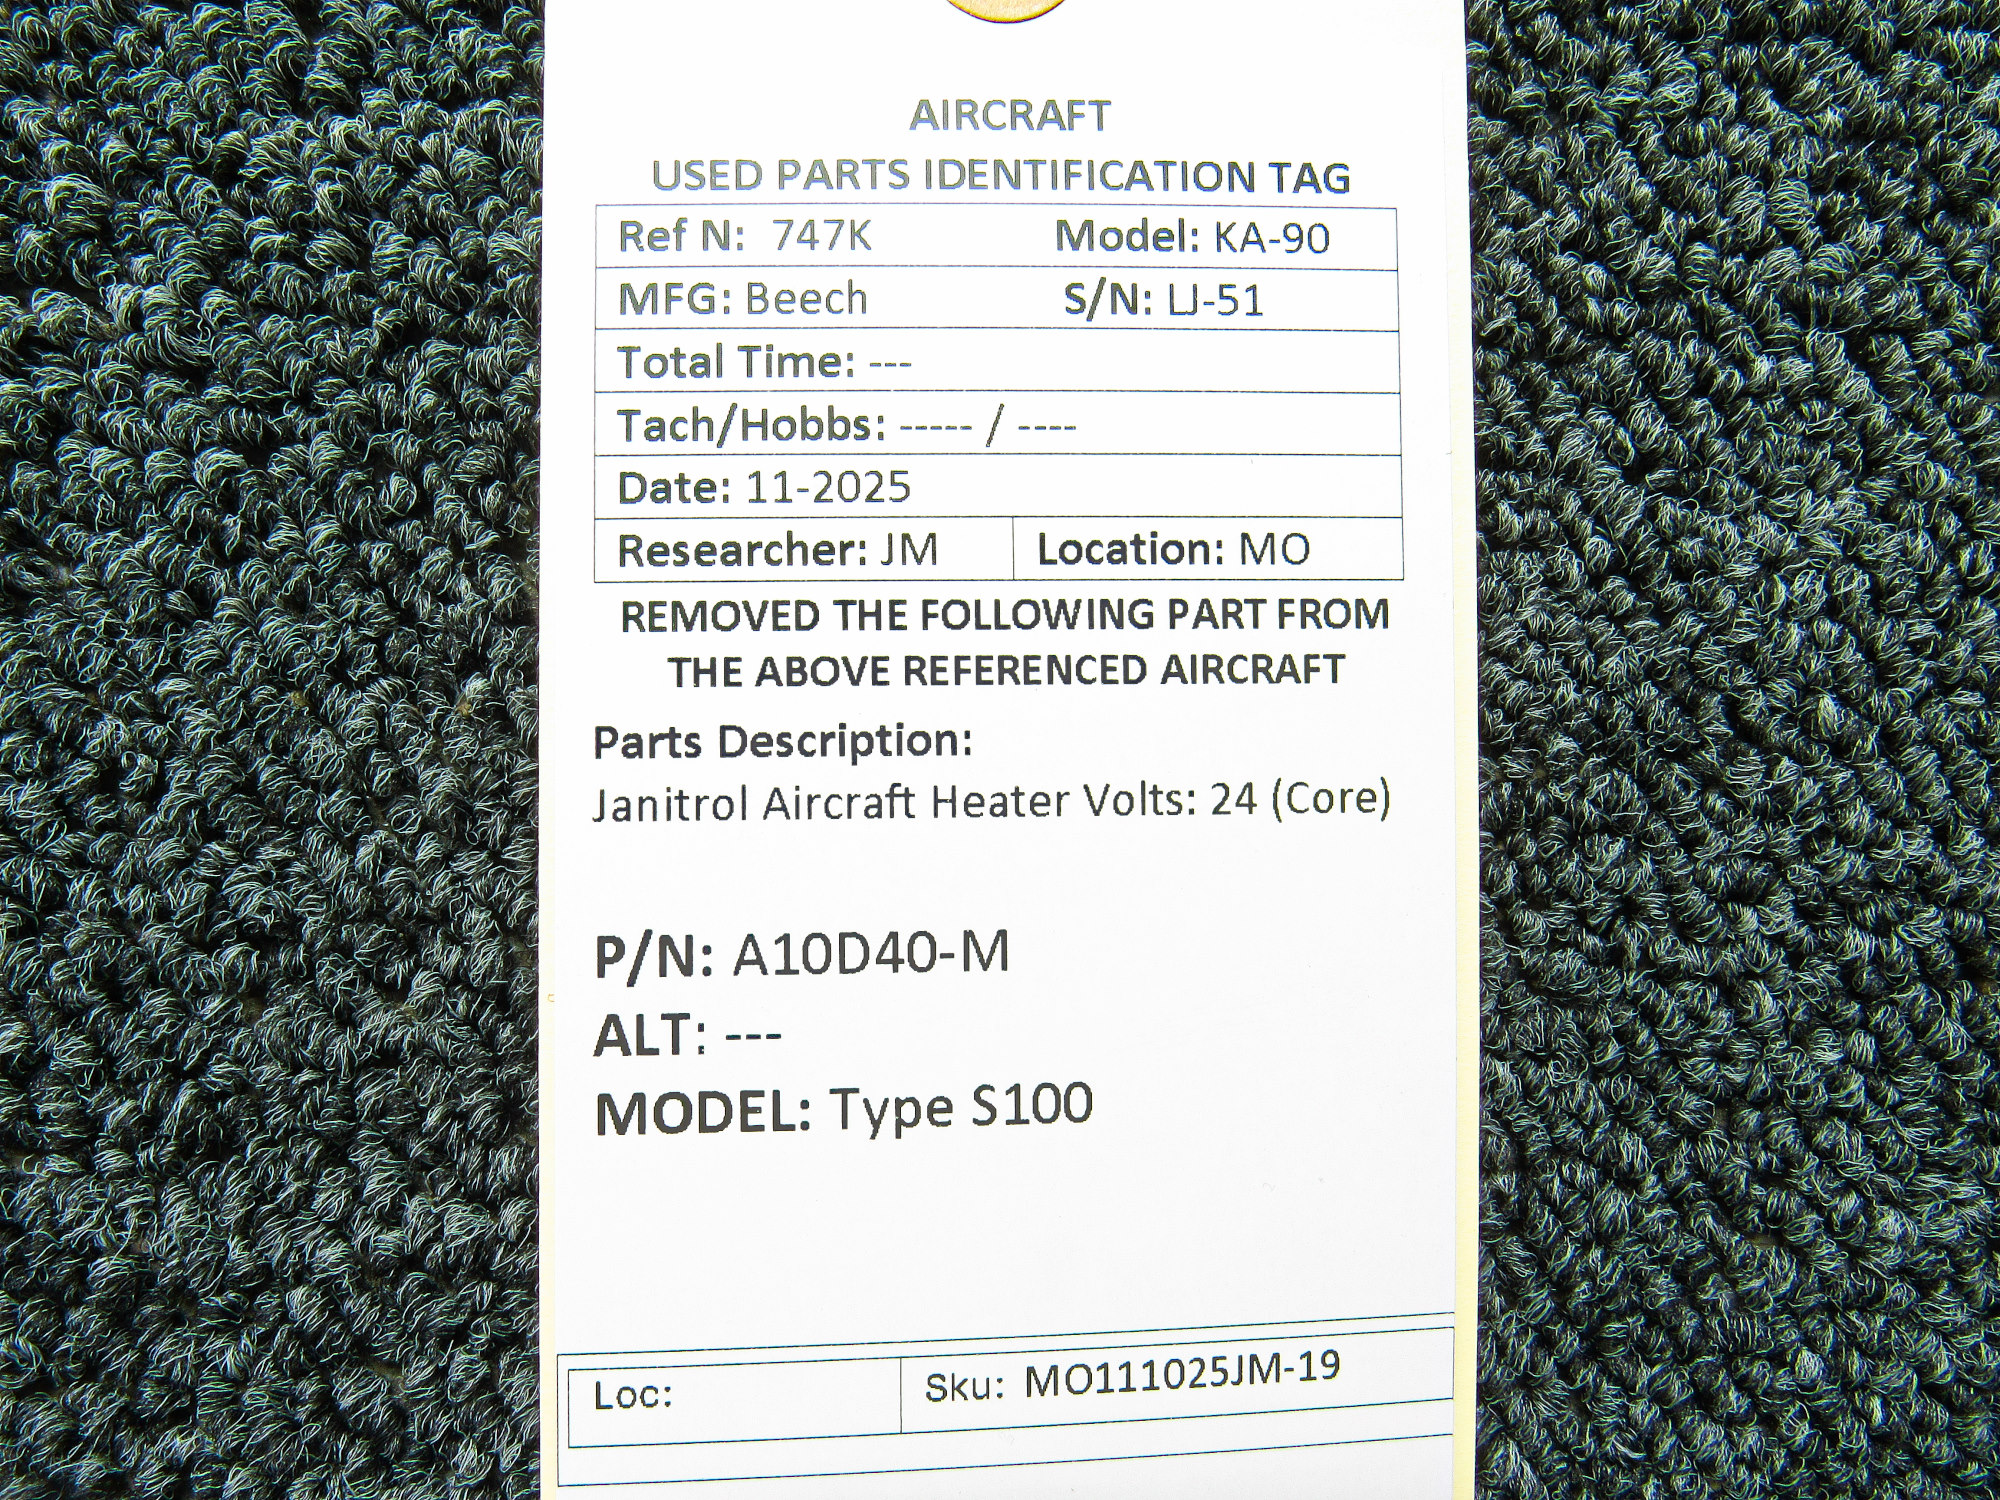 AIRCRAFT
USED PARTS IDENTIFICATION TAG
Ref N: 747K Model: KA-90
MFG: Beech S/N: LJ-51
Total Time: ---
Tach/Hobbs: ----- / ----
Date: 11-2025
Researcher: JM Location: MO
REMOVED THE FOLLOWING PART FROM
THE ABOVE REFERENCED AIRCRAFT
Parts Description:
Janitrol Aircraft Heater Volts: 24 (Core)
P/N: A10D40-M
ALT: ---
MODEL: Type S100
Loc: Sku: MO111025JM-19